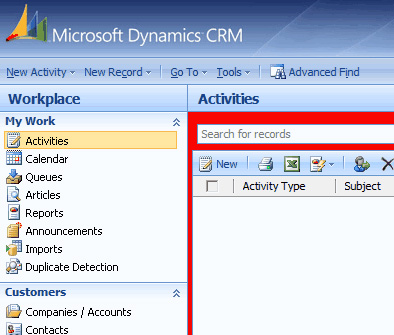 Microsoft Dynamics CRM
New Activity New Record Go To Tools Advanced Find
Workplace
Activities
My Work
Activities
Calendar
Queues
Articles
Reports
Announcements
Imports
Duplicate Detection
Customers
Companies / Accounts
Contacts
Search for records
New
Activity Type Subject